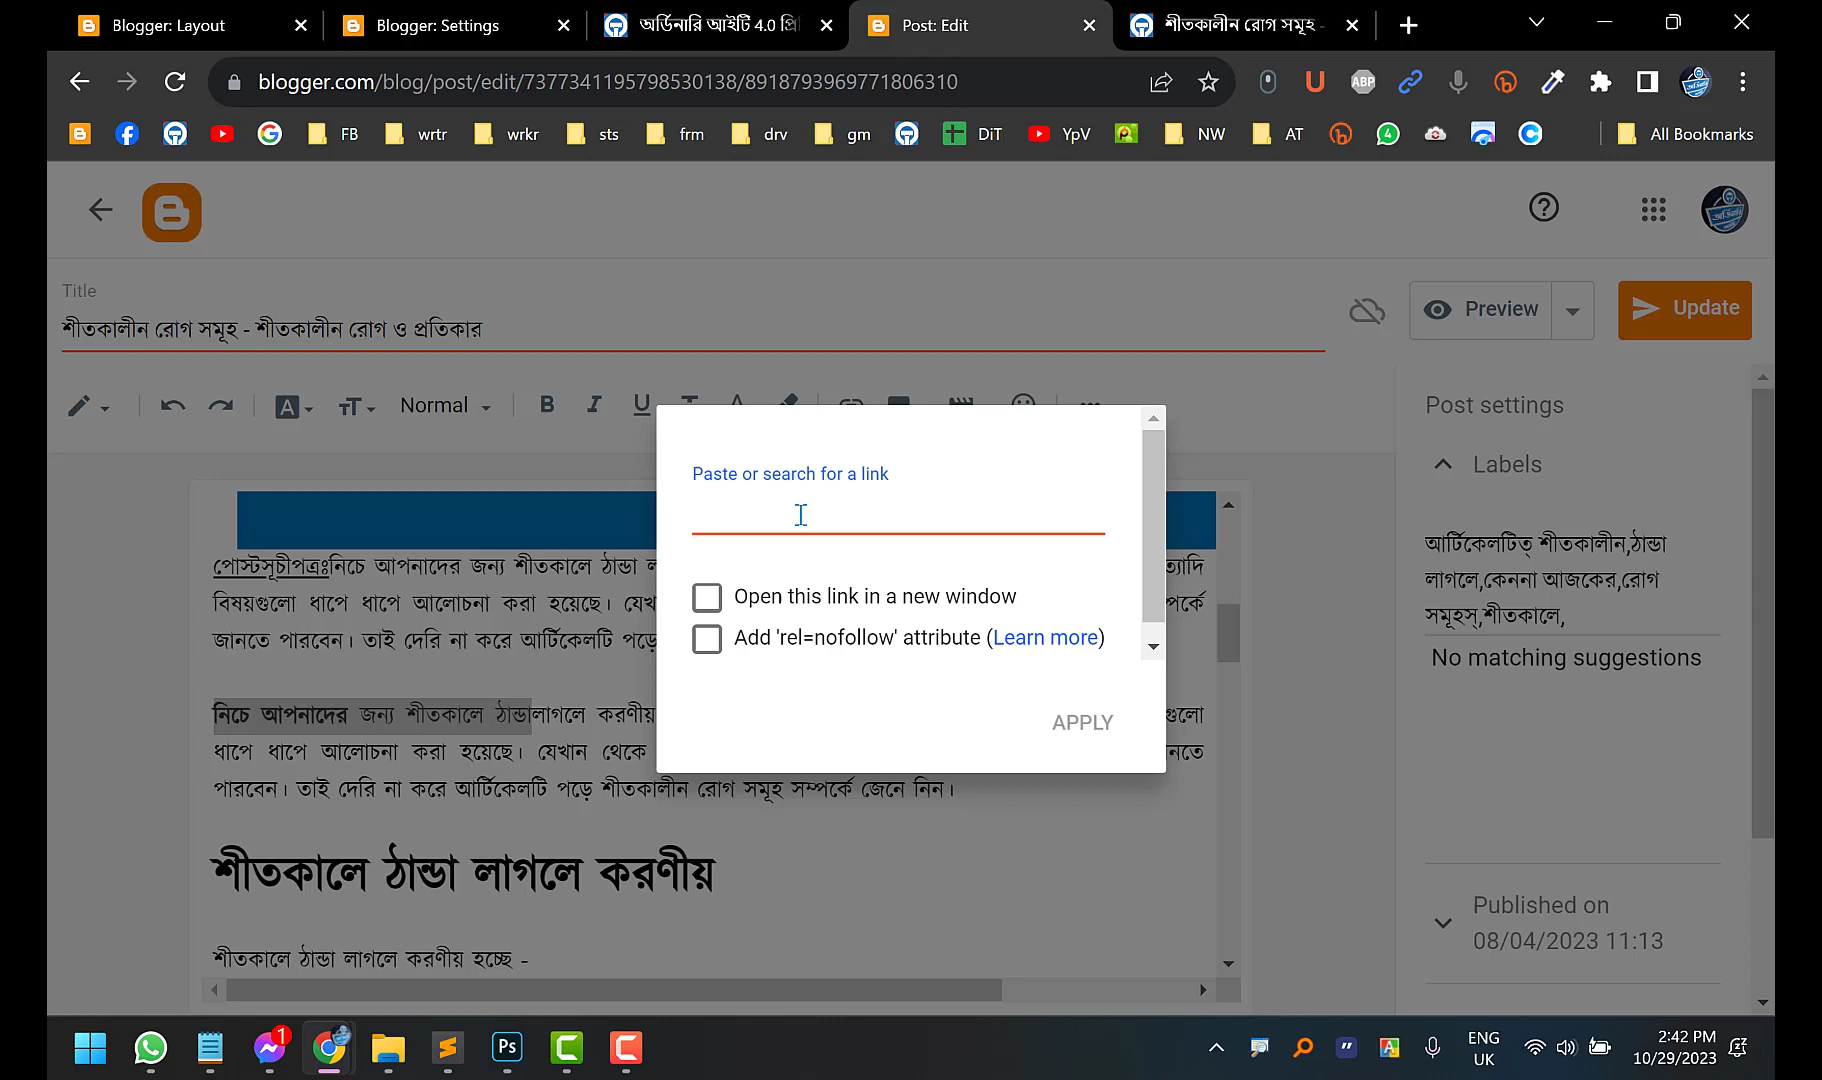 Blogger: Layout
Blogger: Settings
অর্ডিনারি আইটি 4.0 প্রি
Post: Edit
শীতকালীন রোগ সমূহ -
blogger.com/blog/post/edit/7377341195798530138/8918793969771806310
ABP
FB
wrtr
wrkr
sts
frm
drv
gm
DiT
YpV
NW
AT
4
All Bookmarks
Title
শীতকালীন রোগ সমূহ - শীতকালীন রোগ ও প্রতিকার
Preview
Update
Normal
Post settings
Labels
আর্টিকেলটিত্ শীতকালীন,ঠান্ডা
লাগলে,কেননা আজকের,রোগ
সমূহস্,শীতকালে,
No matching suggestions
Published on
08/04/2023 11:13
Paste or search for a link
Open this link in a new window
Add 'rel=nofollow' attribute (Learn more)
APPLY
পোস্টসূচীপত্রঃনিচে আপনাদের জন্য শীতকালে ঠান্ডা
বিষয়গুলো ধাপে ধাপে আলোচনা করা হয়েছে।
জানতে পারবেন। তাই দেরি না করে আর্টিকেলটি পড়ে
নিচে আপনাদের জন্য শীতকালে ঠান্ডালাগলে করণীয়
ধাপে ধাপে আলোচনা করা হয়েছে। যেখান থেকে
পারবেন। তাই দেরি না করে আর্টিকেলটি পড়ে শীতকালীন রোগ সমূহ সম্পর্কে জেনে নিন।
শীতকালে ঠান্ডা লাগলে করণীয়
শীতকালে ঠান্ডা লাগলে করণীয় হচ্ছে -
1
Ps
ENG
UK
2:42 PM
10/29/2023